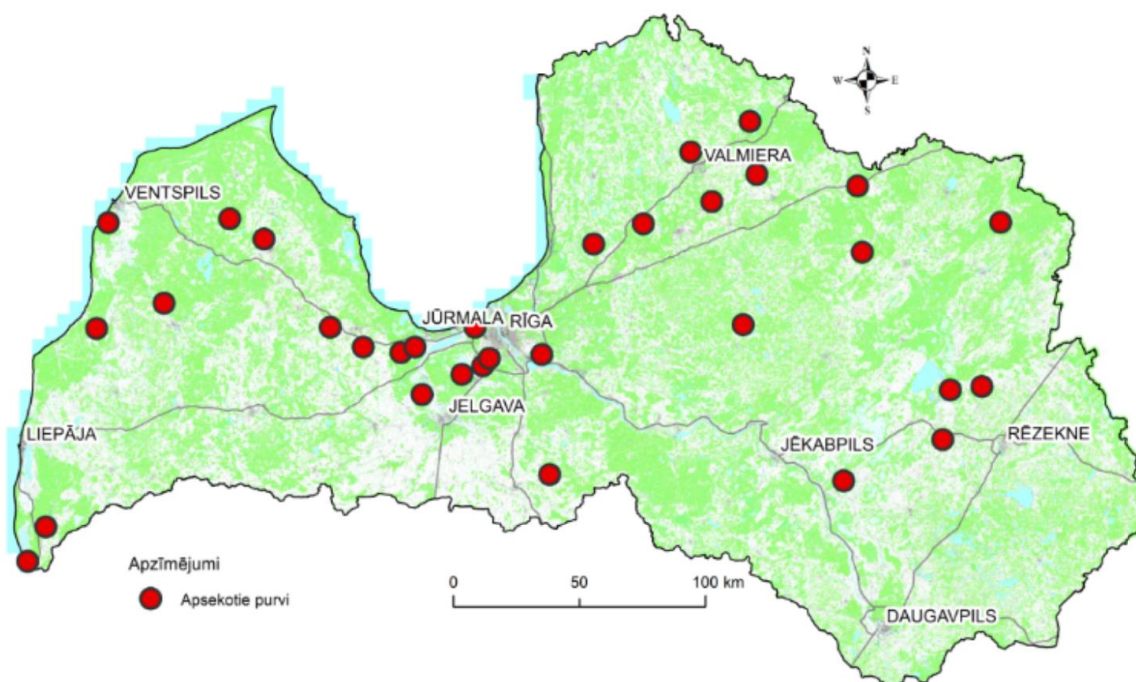 N
W E
S
VALMIERA
VENTSPILS
JŪRMALA RĪGA
JELGAVA
LIEPĀJA
JĒKABPILS
RĒZEKNE
Apzīmējumi
0 50 100 km
Apsekotie purvi
DAUGAVPILS